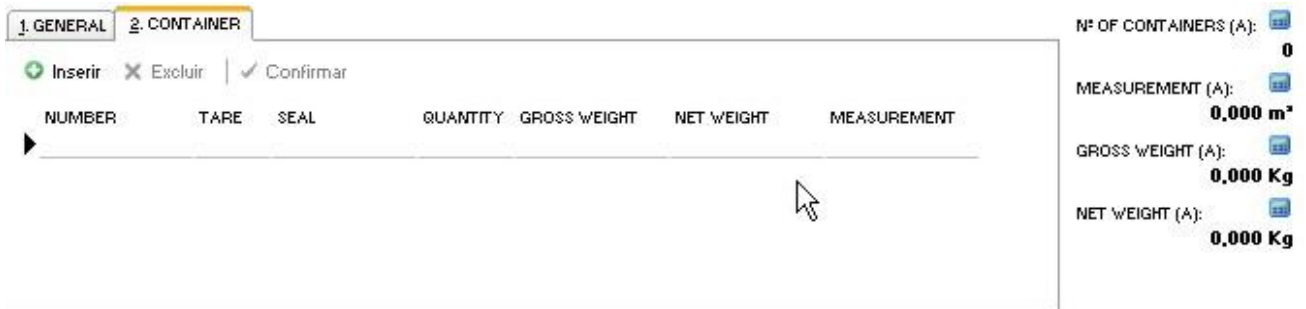 1. GENERAL 2. CONTAINER
Inserir Excluir Confirmar
NUMBER TARE SEAL QUANTITY GROSS WEIGHT NET WEIGHT MEASUREMENT
Nº OF CONTAINERS (A):
0
MEASUREMENT (A):
0,000 m³
GROSS WEIGHT (A):
0,000 Kg
NET WEIGHT (A):
0,000 Kg